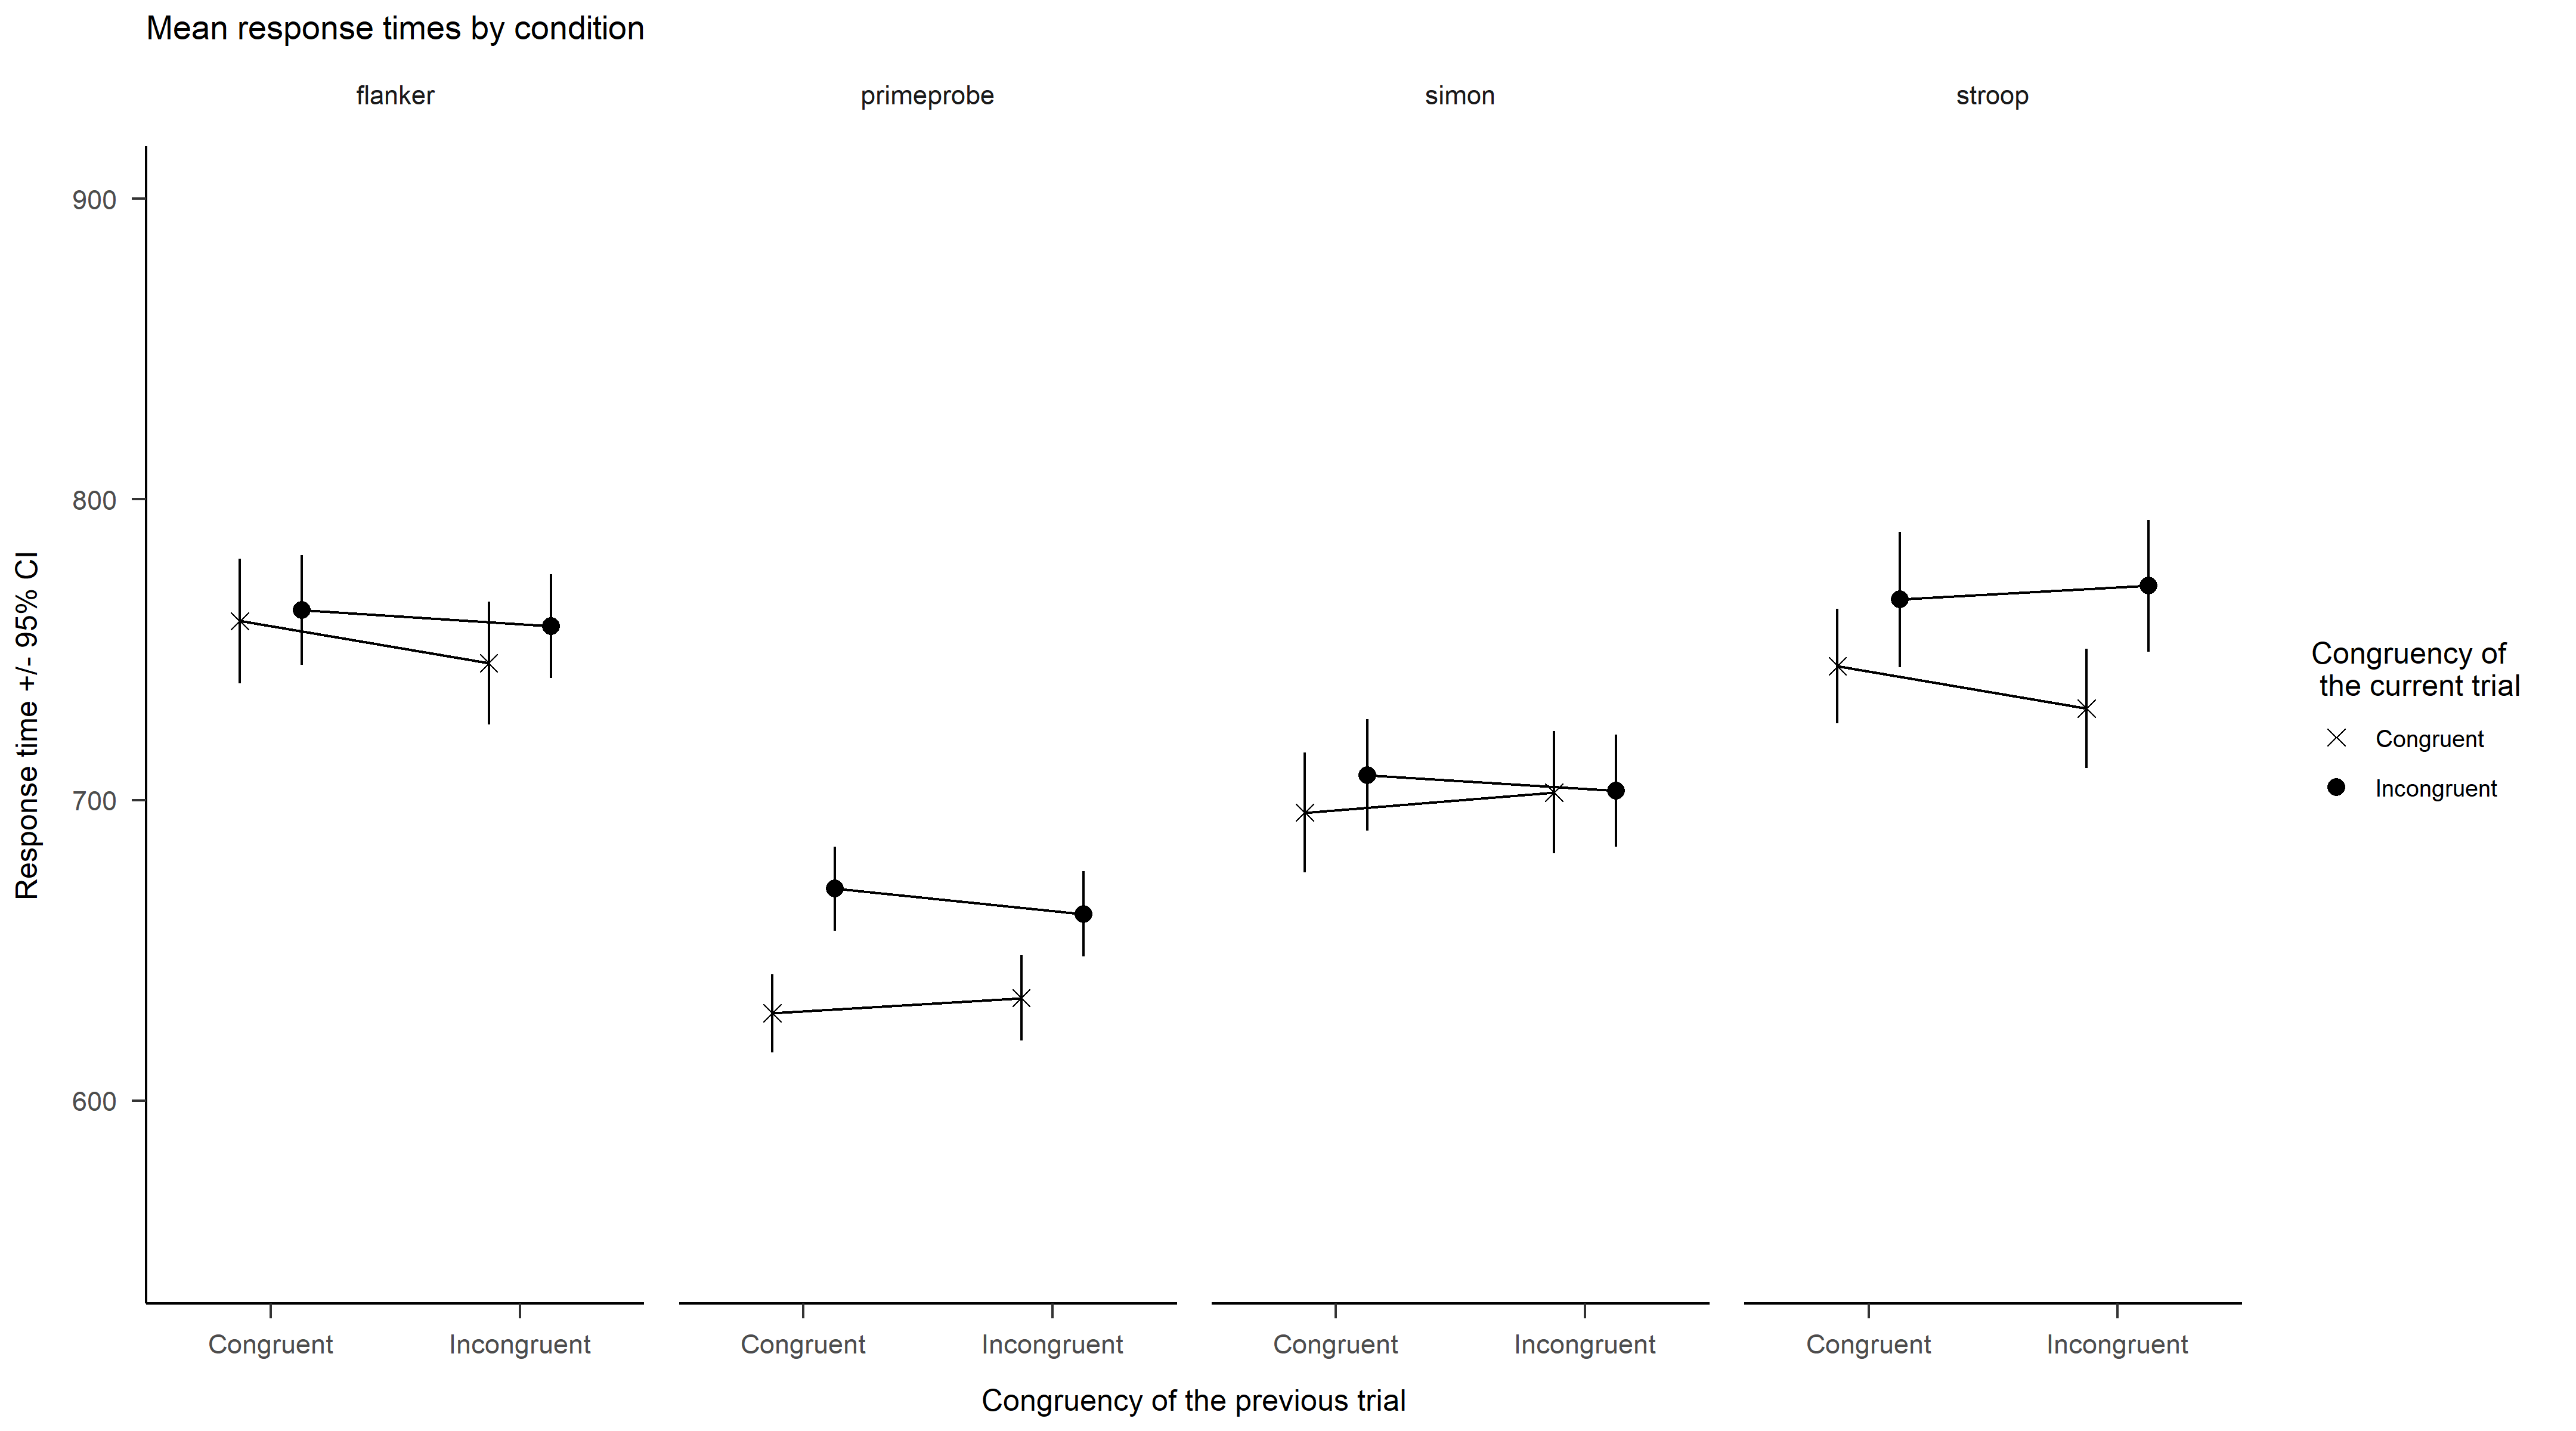 Mean response times by condition
flanker
primeprobe
simon
stroop
900
800
700
600
Response time +/- 95% CI
Congruent
Incongruent
Congruent
Incongruent
Congruent
Incongruent
Congruent
Incongruent
Congruency of the previous trial
Congruency of
the current trial
Congruent
Incongruent